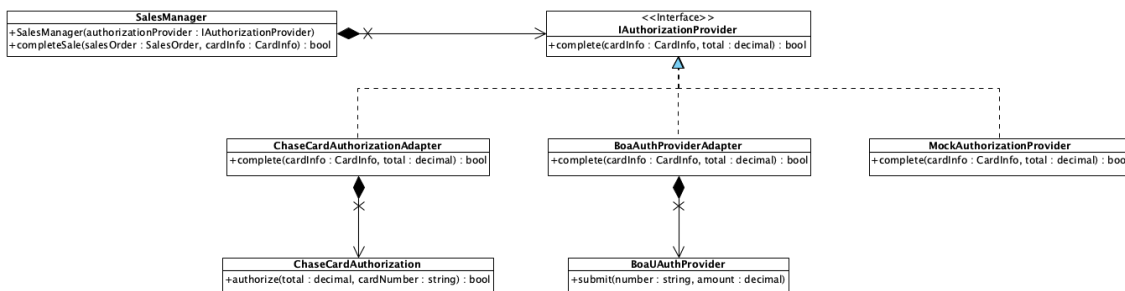 SalesManager
+SalesManager(authorizationProvider : IAuthorizationProvider)
+completeSale(salesOrder : SalesOrder, cardInfo : CardInfo) : bool
<<Interface>>
IAuthorizationProvider
+complete(cardInfo : CardInfo, total : decimal) : bool
ChaseCardAuthorizationAdapter
+complete(cardInfo : CardInfo, total : decimal) : bool
BoaAuthProviderAdapter
+complete(cardInfo : CardInfo, total : decimal) : bool
MockAuthorizationProvider
+complete(cardInfo : CardInfo, total : decimal) : bool
ChaseCardAuthorization
+authorize(total : decimal, cardNumber : string) : bool
BoaUAuthProvider
+submit(number : string, amount : decimal)